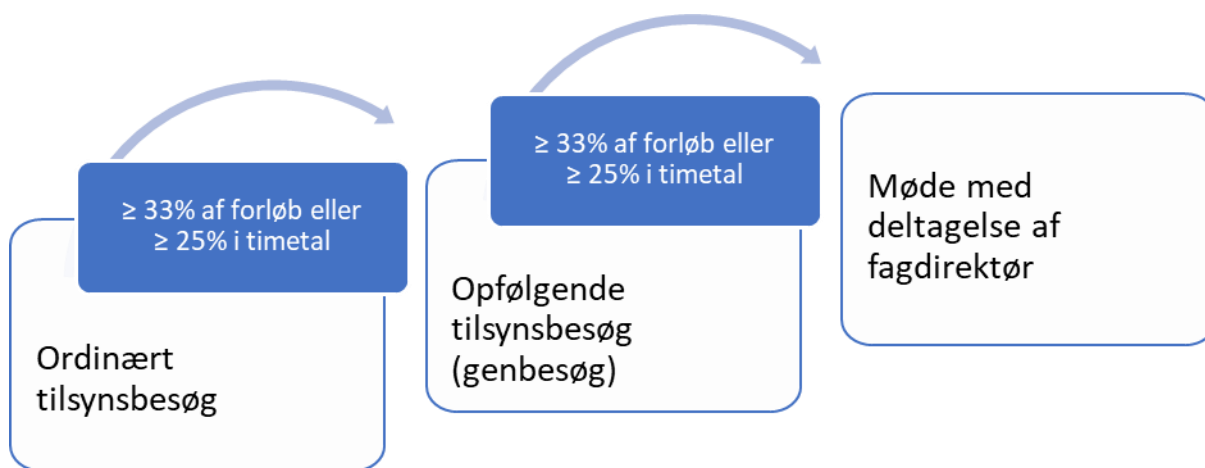 ≥ 33% af forløb eller
≥ 25% i timetal
Ordinært
tilsynsbesøg
≥ 33% af forløb eller
≥ 25% i timetal
Opfølgende
tilsynsbesøg
(genbesøg)
Møde med
deltagelse af
fagdirektør